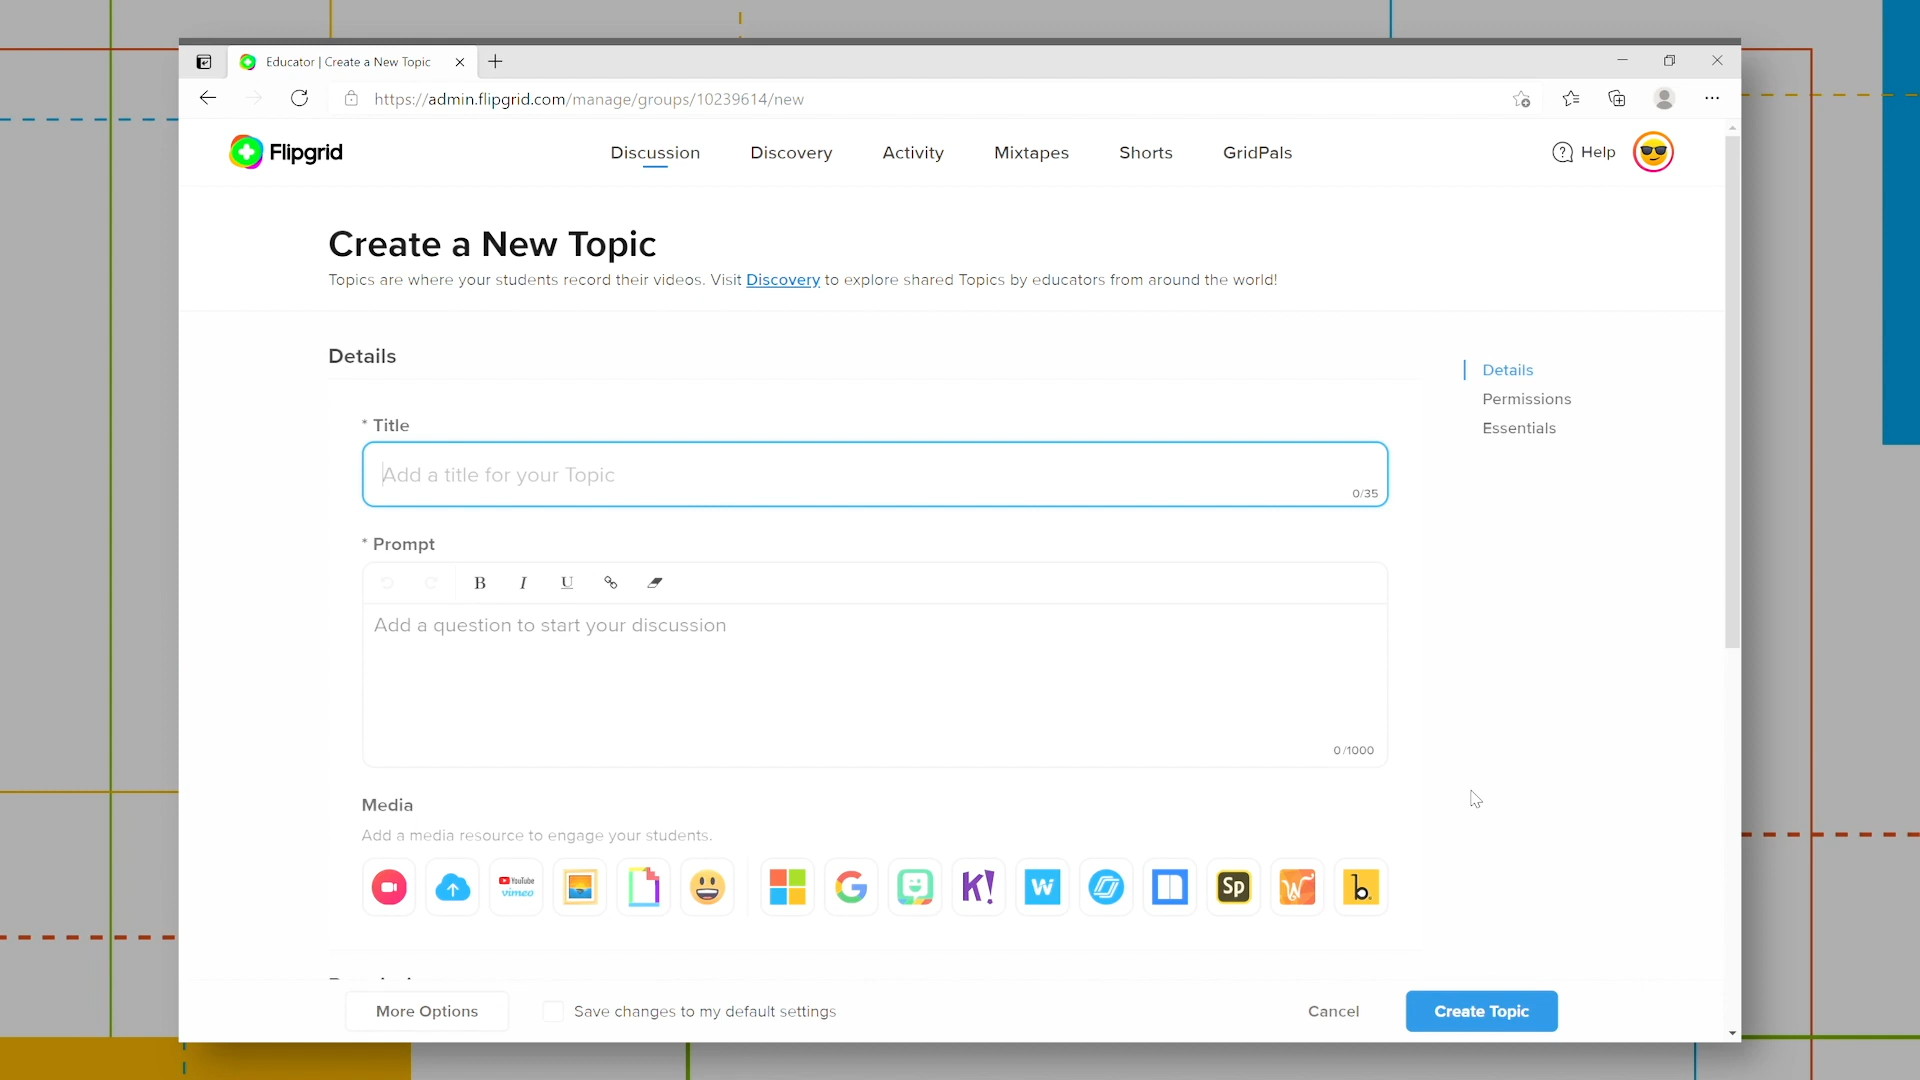 Educator | Create a New Topic
https://admin.flipgrid.com/manage/groups/10239614/new
Flipgrid
Discussion
Discovery
Activity
Mixtapes
Shorts
GridPals
Help
Create a New Topic
Topics are where your students record their videos. Visit Discovery to explore shared Topics by educators from around the world!
Details
Details
Permissions
Essentials
* Title
Add a title for your Topic
0/35
* Prompt
B I U
Add a question to start your discussion
0/1000
Media
Add a media resource to engage your students.
YouTube
vimeo
G
K!
W
Sp
W
b.
More Options
Save changes to my default settings
Cancel
Create Topic